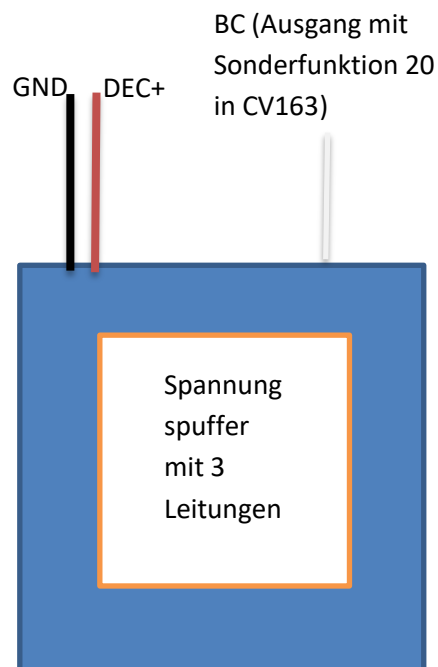 BC (Ausgang mit
Sonderfunktion 20
in CV163)
GND DEC+
Spannung
spuffer
mit 3
Leitungen